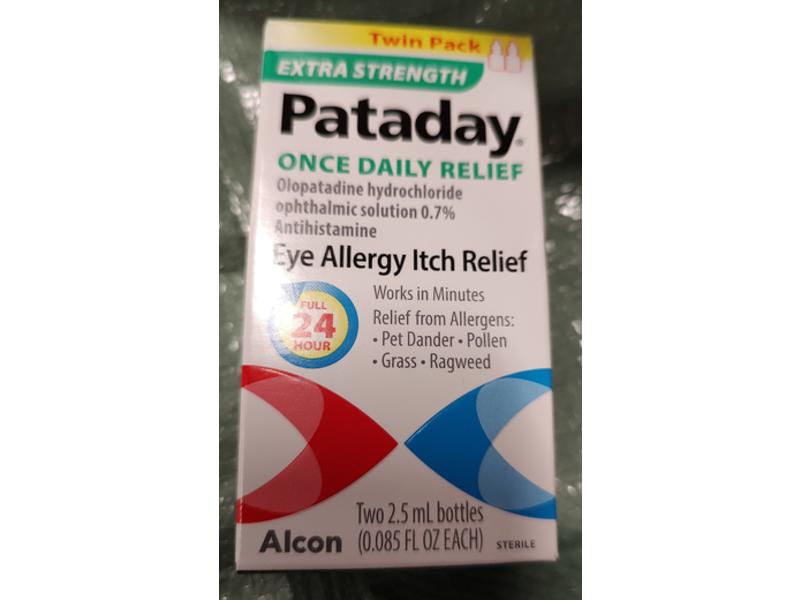 Twin Pack
EXTRA STRENGTH
Pataday®
ONCE DAILY RELIEF
Olopatadine hydrochloride
ophthalmic solution 0.7%
Antihistamine
Eye Allergy Itch Relief
FULL
24
HOUR
Works in Minutes
Relief from Allergens:
• Pet Dander • Pollen
• Grass • Ragweed
Two 2.5 mL bottles
(0.085 FL OZ EACH)
Alcon
STERILE